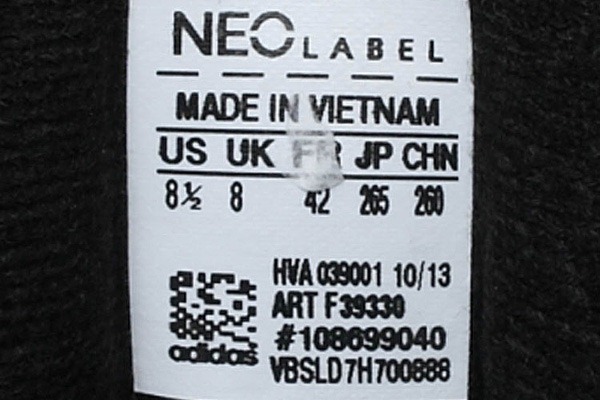 NEO LABEL
MADE IN VIETNAM
US UK FR JP CHN
8½ 8 42 265 260
HVA 039001 10/13
ART F39330
#108699040
adidas
VBSLD7H700888